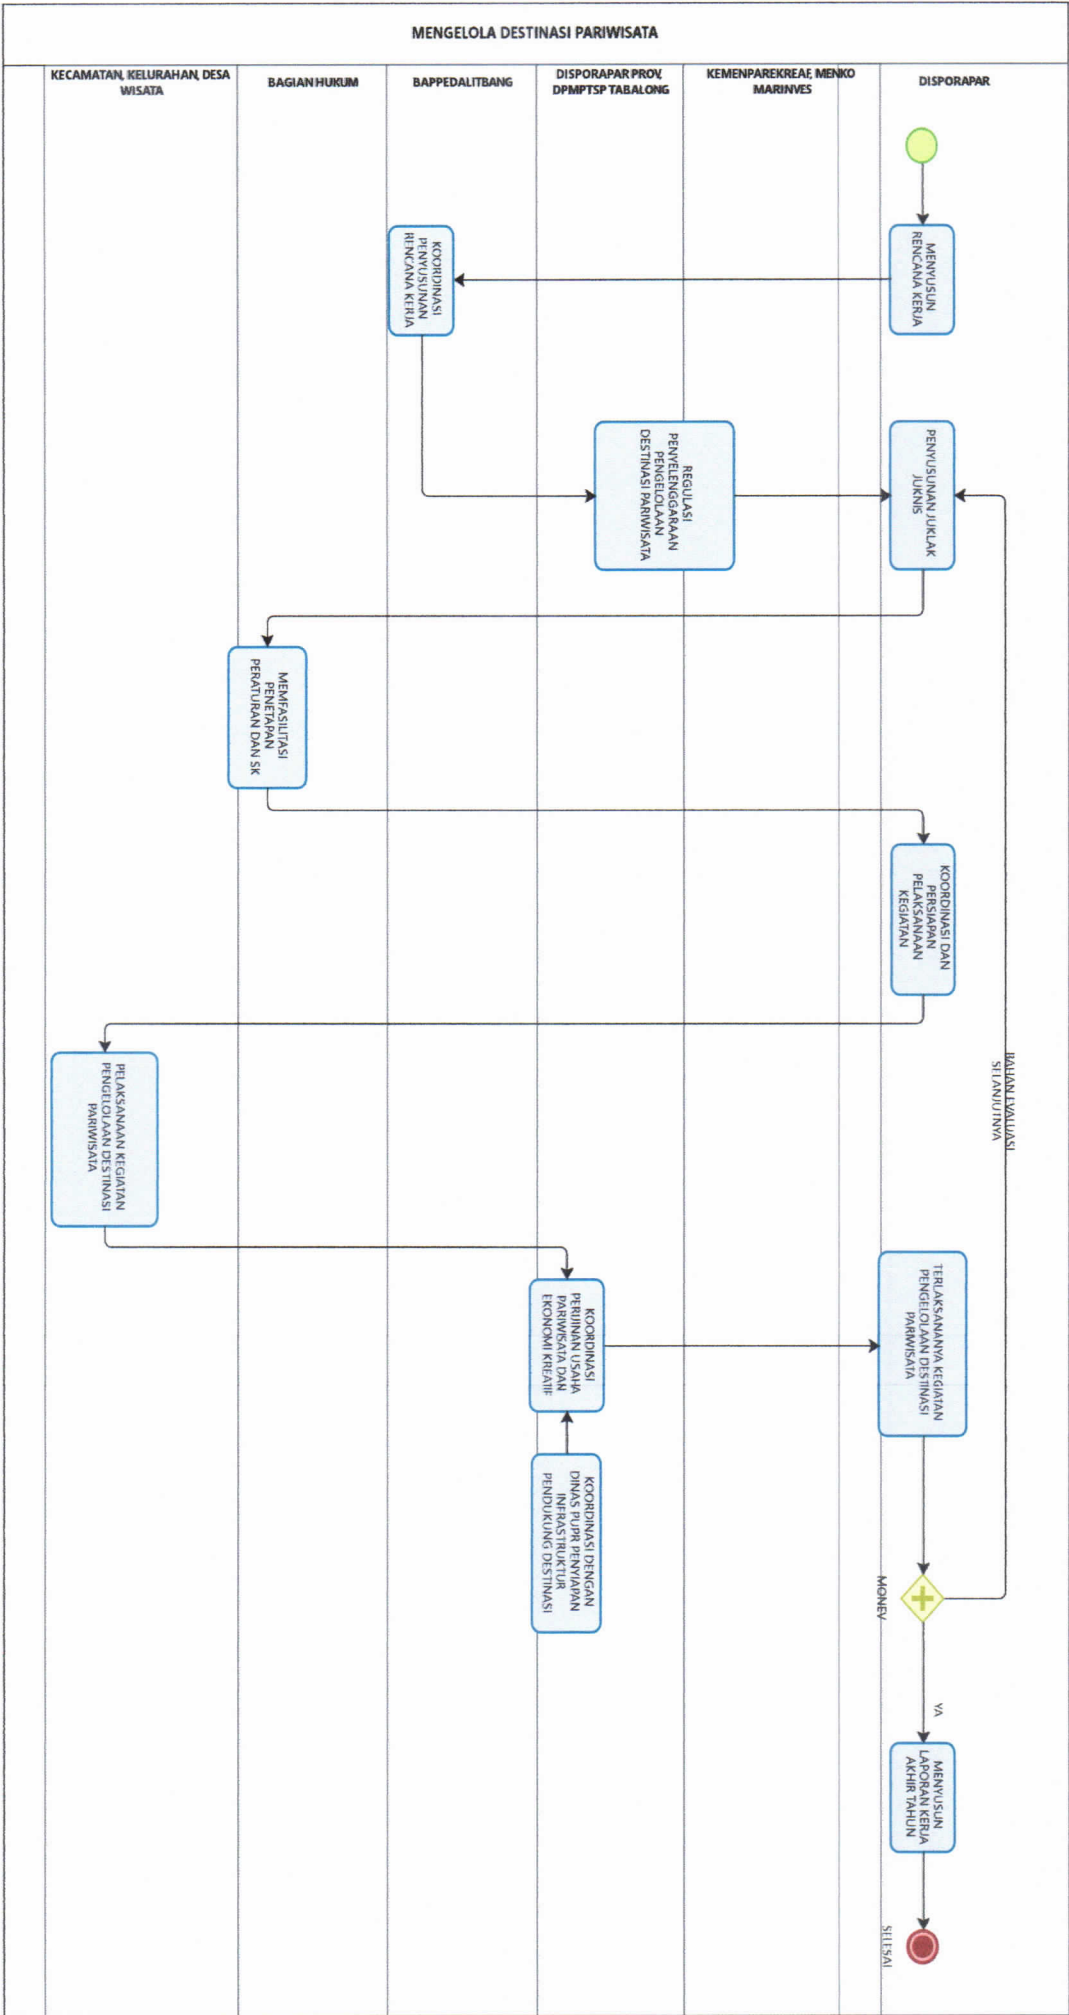 MENGELOLA DESTINASI PARIWISATA
KECAMATAN, KELURAHAN, DESA
WISATA
BAGIAN HUKUM
BAPPEDALITBANG
DISPORAPAR PROV,
DPMPTSP TABALONG
KEMENPAREKREAF, MENKO
MARINVES
DISPORAPAR
MENYUSUN
RENCANA KERJA
KOORDINASI
PENYUSUNAN
RENCANA KERJA
REGULASI
PENYELENGGARAAN
PENGELOLAAN
DESTINASI PARIWISATA
PENYUSUNAN JUKLAK
JUKNIS
MEMFASILITASI
PENETAPAN
PERATURAN DAN SK
KOORDINASI DAN
PERSIAPAN
PELAKSANAAN
KEGIATAN
PELAKSANAAN KEGIATAN
PENGELOLAAN DESTINASI
PARIWISATA
BAHAN EVALUASI
SELANJUTNYA
KOORDINASI
PERIJINAN USAHA
PARIWISATA DAN
EKONOMI KREATIF
TERLAKSANANYA KEGIATAN
PENGELOLAAN DESTINASI
PARIWISATA
KOORDINASI DENGAN
DINAS PUPR PENYIAPAN
INFRASTRUKTUR
PENDUKUNG DESTINASI
MONEV
YA
MENYUSUN
LAPORAN KERJA
AKHIR TAHUN
SELESAI